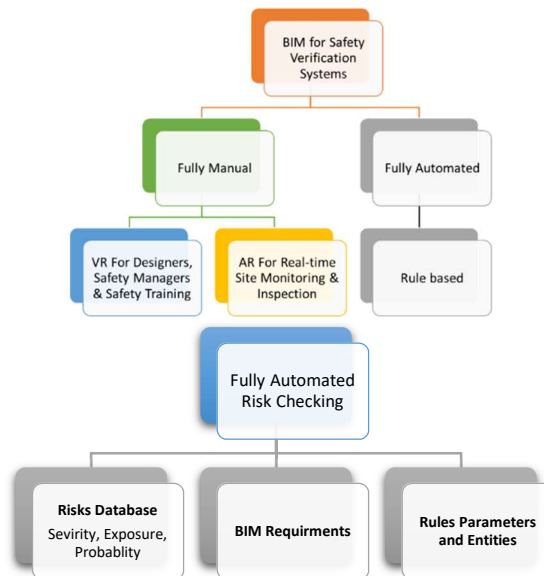 BIM for Safety
Verification
Systems
Fully Manual
Fully Automated
VR For Designers,
Safety Managers
& Safety Training
AR For Real-time
Site Monitoring &
Inspection
Rule based
Fully Automated
Risk Checking
Risks Database
Sevirity, Exposure,
Probablity
BIM Requirments
Rules Parameters
and Entities